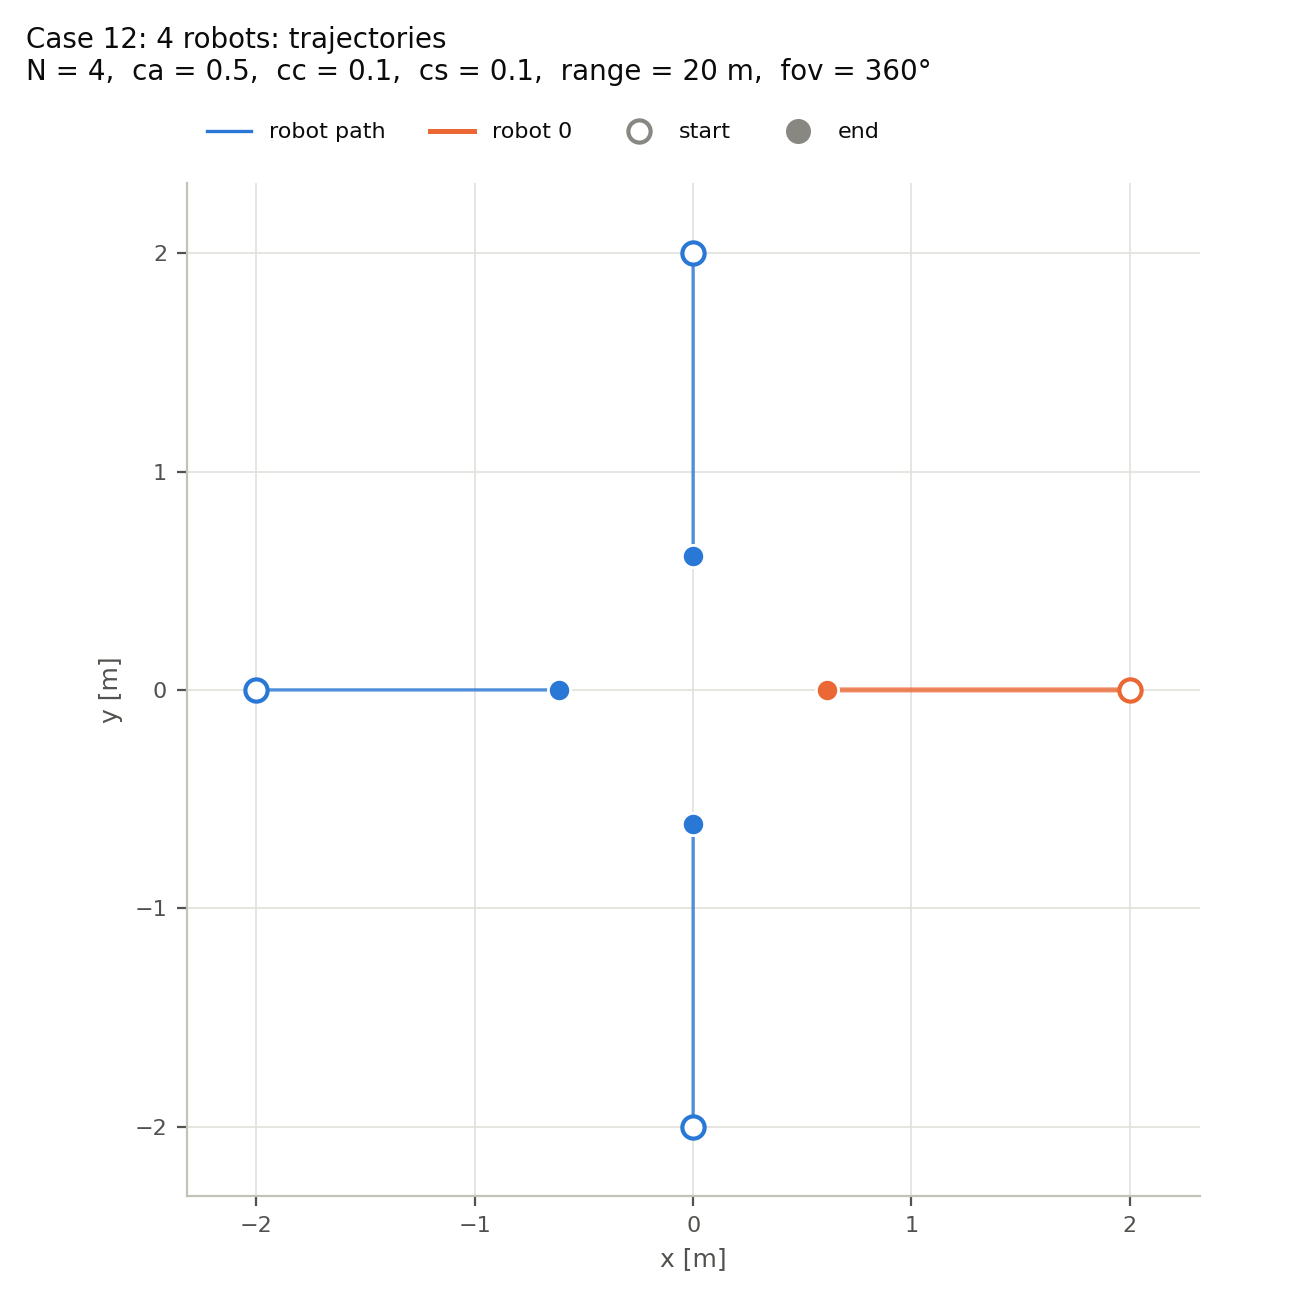 Case 12: 4 robots: trajectories
N = 4,  ca = 0.5,  cc = 0.1,  cs = 0.1,  range = 20 m,  fov = 360°
robot path
robot 0
start
end
2
1
0
−1
−2
y [m]
−2
−1
0
1
2
x [m]